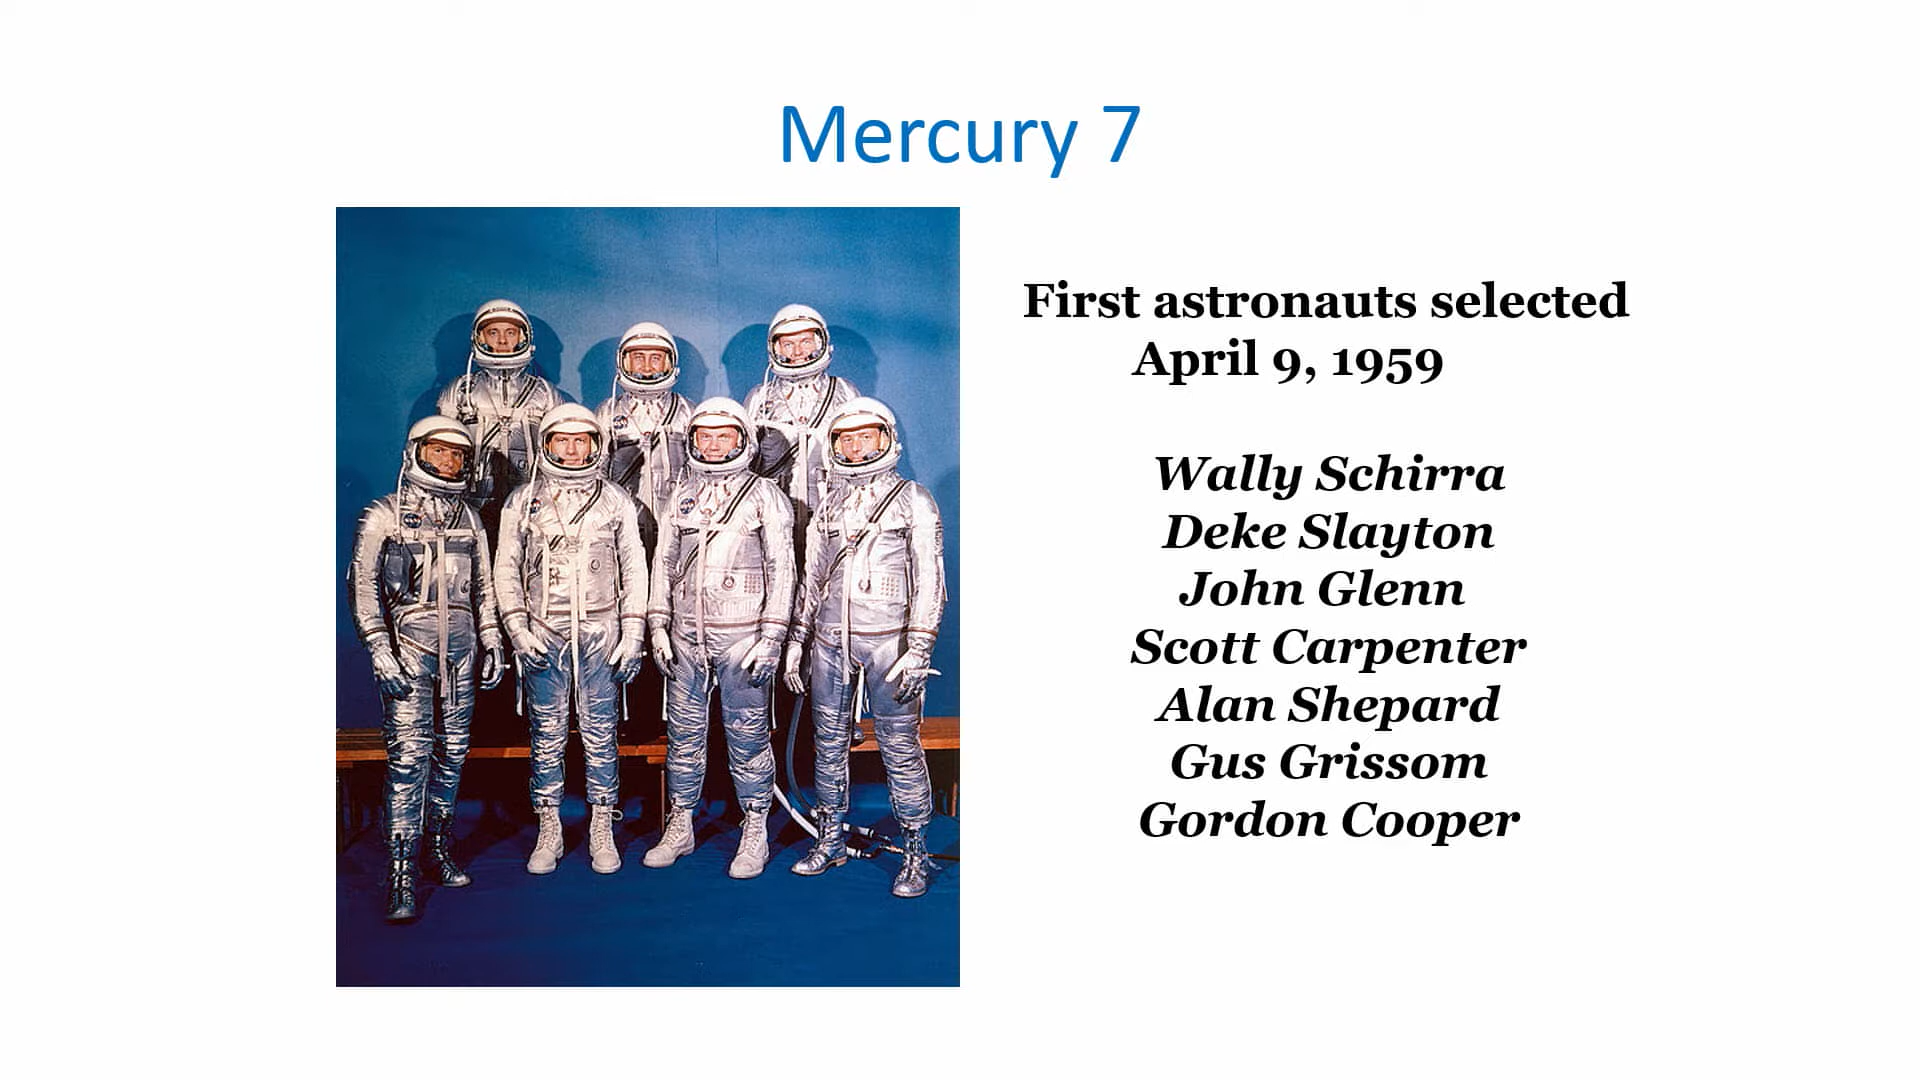 Mercury 7
First astronauts selected
April 9, 1959
Wally Schirra
Deke Slayton
John Glenn
Scott Carpenter
Alan Shepard
Gus Grissom
Gordon Cooper